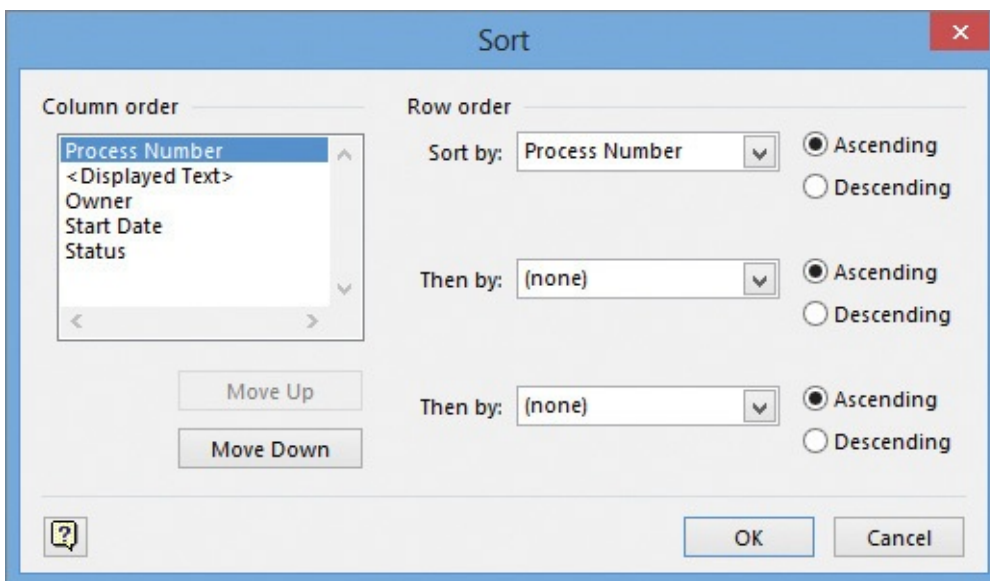 Sort
Column order
Process Number
<Displayed Text>
Owner
Start Date
Status
Move Up
Move Down
Row order
Sort by: Process Number
Ascending
Descending
Then by: (none)
Ascending
Descending
Then by: (none)
Ascending
Descending
OK
Cancel